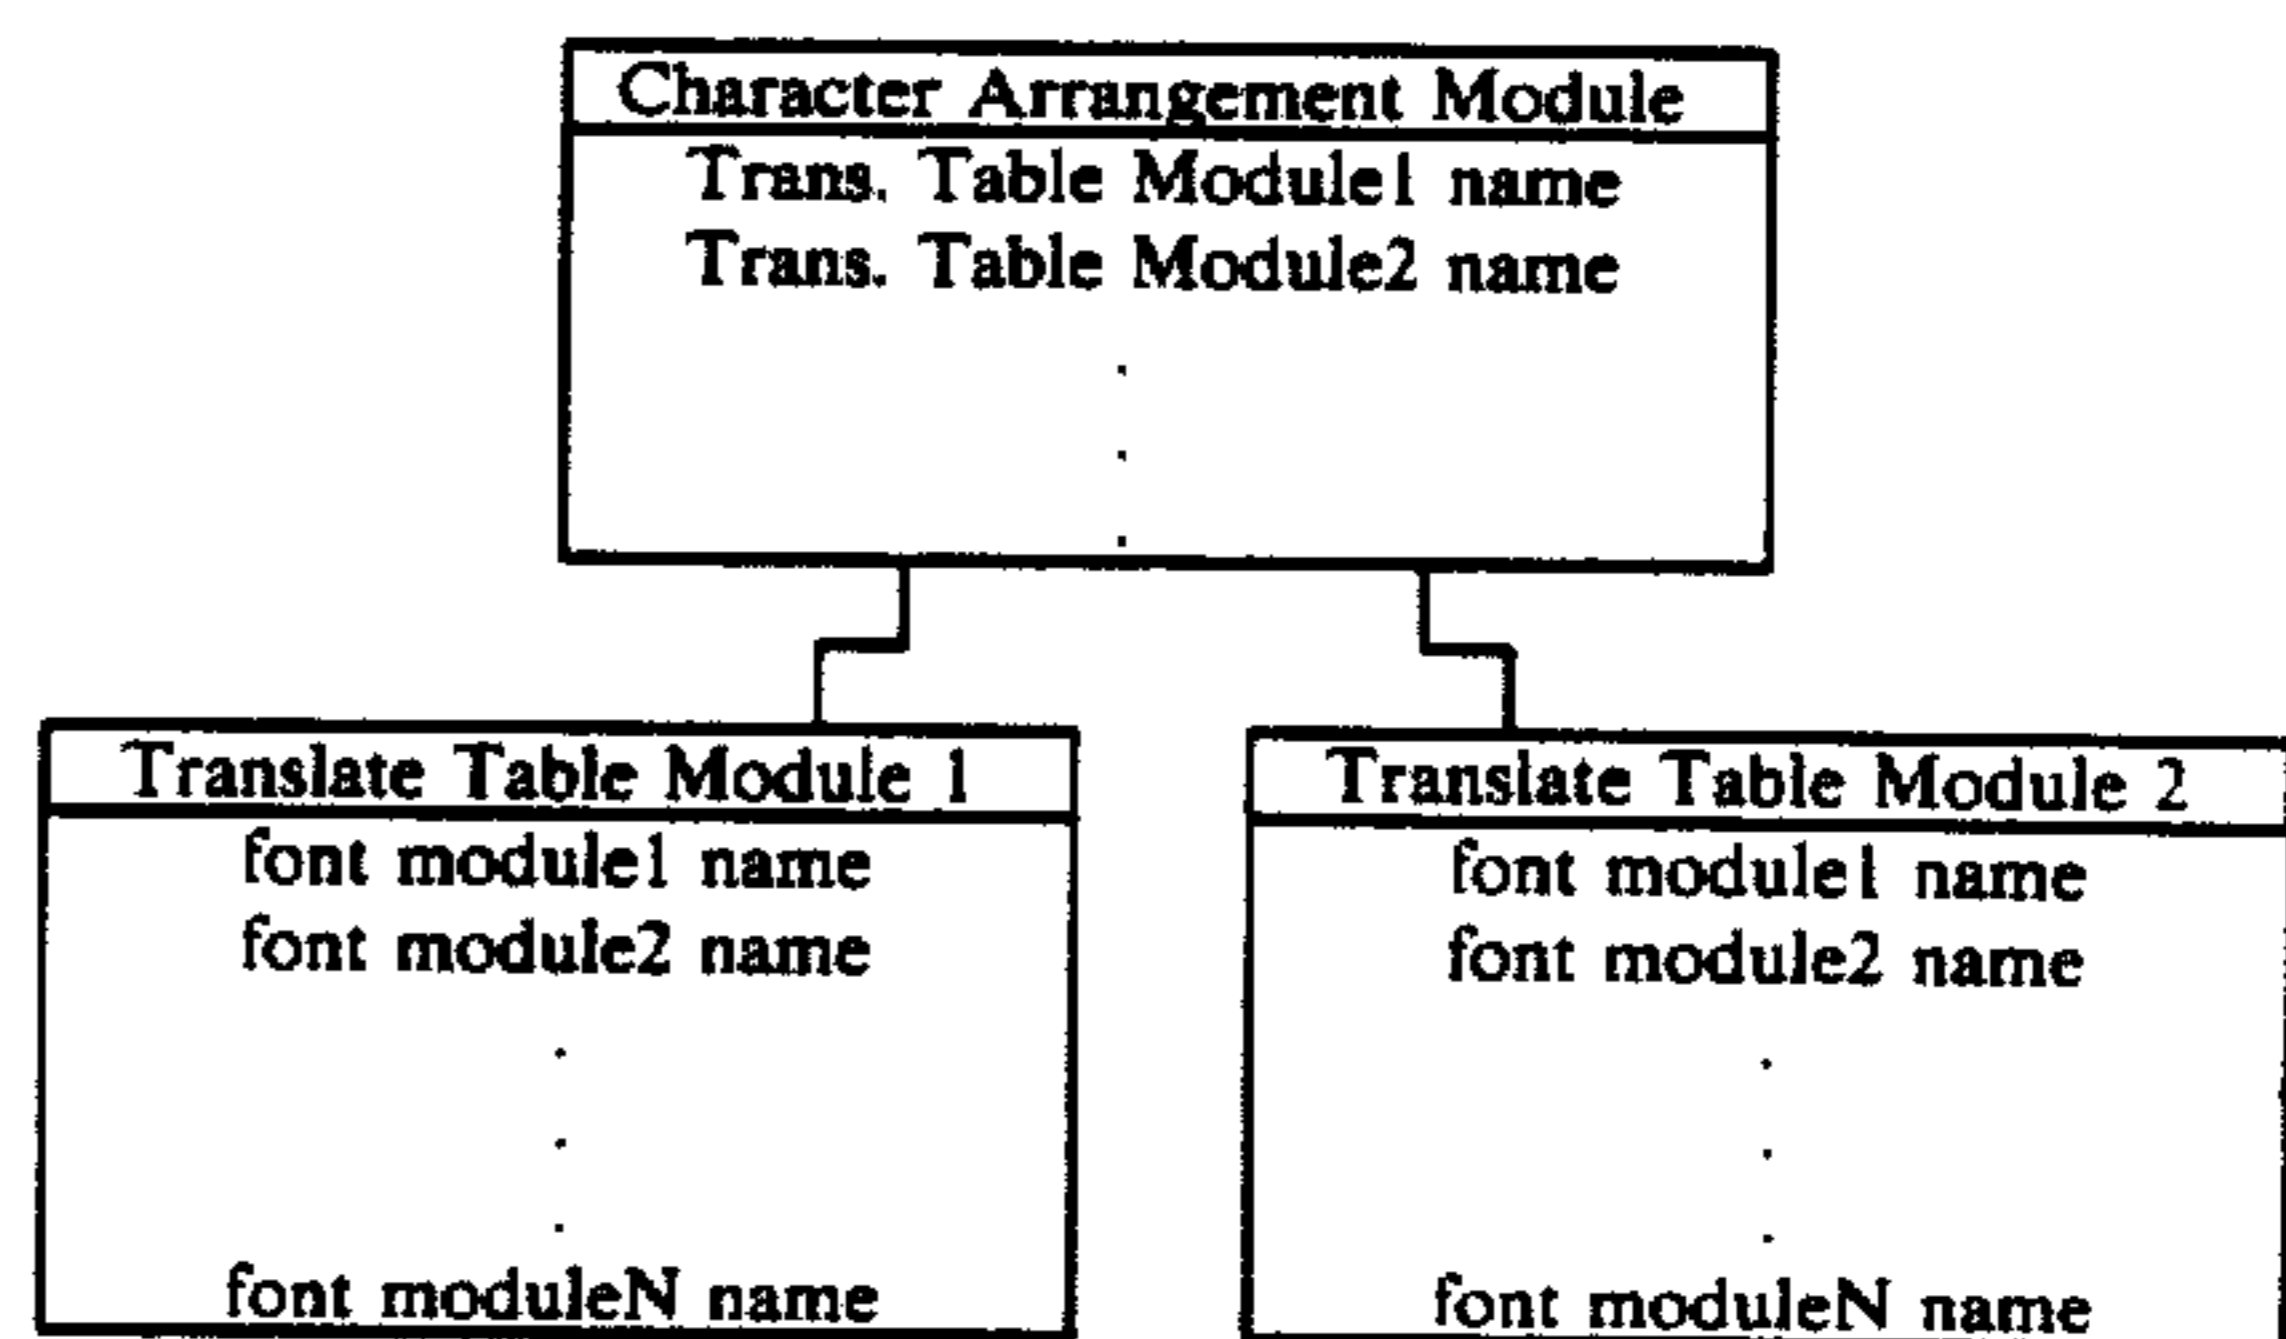 Character Arrangement Module
Trans. Table Module1 name
Trans. Table Module2 name
.
.
.
Translate Table Module 1
font module1 name
font module2 name
.
.
.
font moduleN name
Translate Table Module 2
font module1 name
font module2 name
.
.
.
font moduleN name